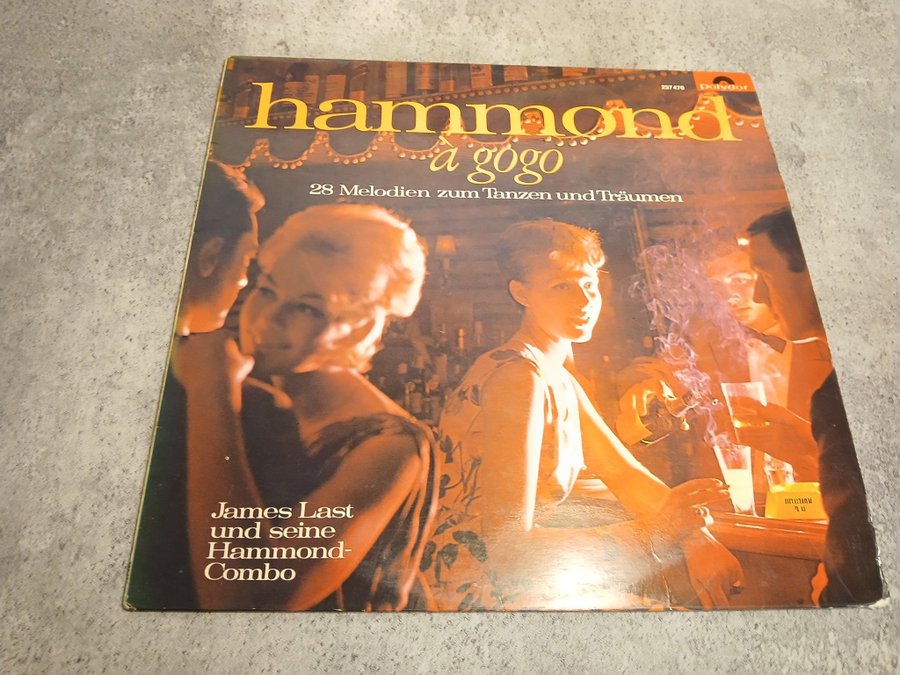 237 470
Polydor
hammond
à gogo
28 Melodien zum Tanzen und Träumen
James Last
und seine
Hammond-
Combo